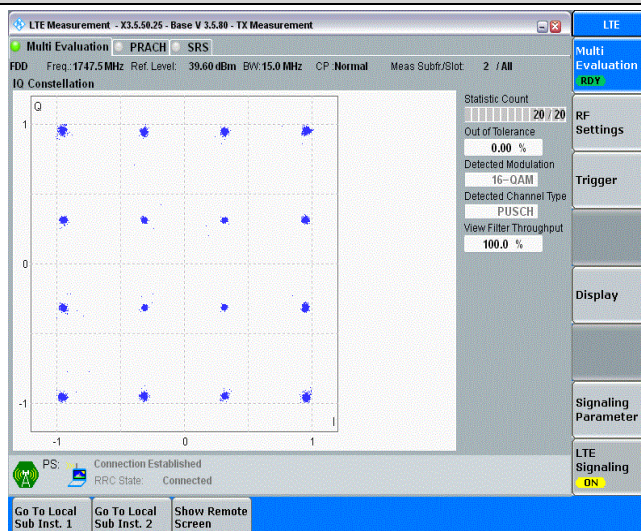 LTE Measurement - X3.5.50.25 - Base V 3.5.80 - TX Measurement
LTE
Multi Evaluation PRACH SRS
FDD Freq.:1747.5 MHz Ref. Level: 39.60 dBm BW:15.0 MHz CP :Normal Meas Subfr./Slot: 2 / All
IQ Constellation
Q
1
0
-1
-1 0 1
I
Statistic Count
20 / 20
Out of Tolerance
0.00 %
Detected Modulation
16-QAM
Detected Channel Type
PUSCH
View Filter Throughput
100.0 %
Multi
Evaluation
RDY
RF
Settings
Trigger
Display
Signaling
Parameter
LTE
Signaling
ON
PS: Connection Established
RRC State: Connected
Go To Local
Sub Inst. 1
Go To Local
Sub Inst. 2
Show Remote
Screen